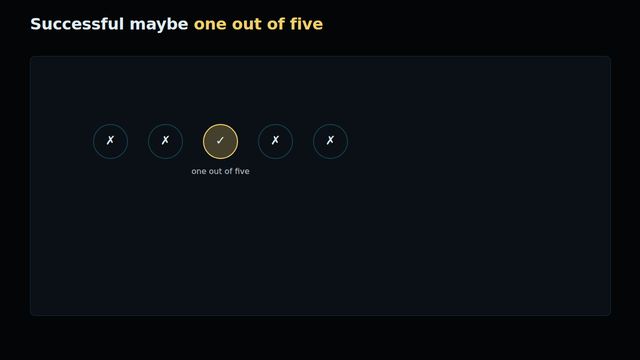 Successful maybe one out of five
✗ ✗ ✓ ✗ ✗
one out of five